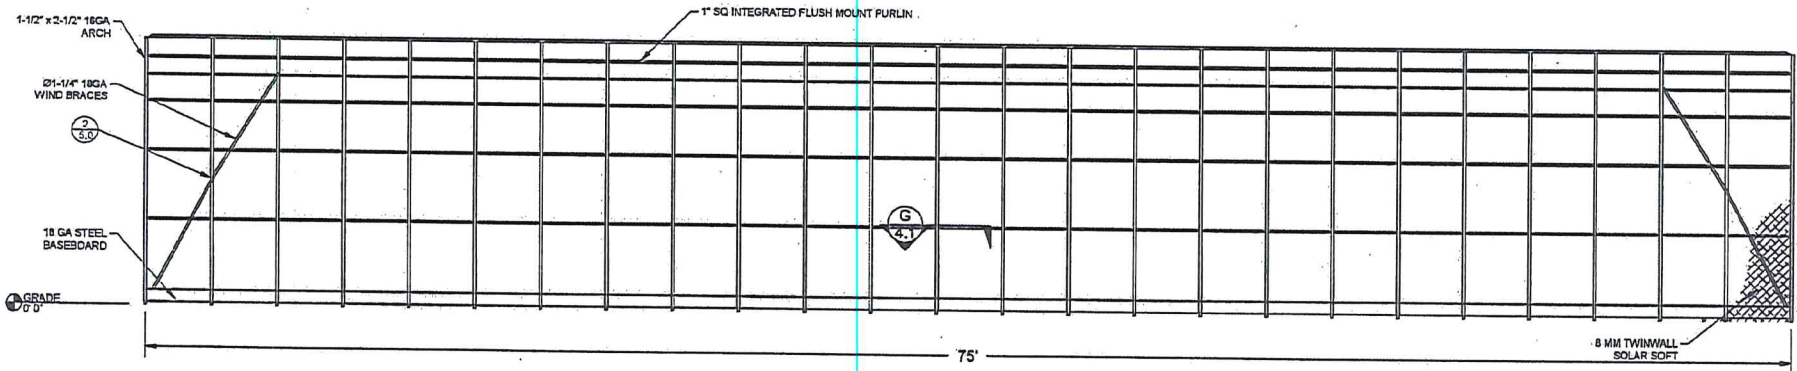 1-1/2" x 2-1/2" 16GA
ARCH
1" SQ INTEGRATED FLUSH MOUNT PURLIN
Ø1-1/4" 18GA
WIND BRACES
2
5.0
G
4.1
18 GA STEEL
BASEBOARD
GRADE
0' 0"
75'
8 MM TWINWALL
SOLAR SOFT